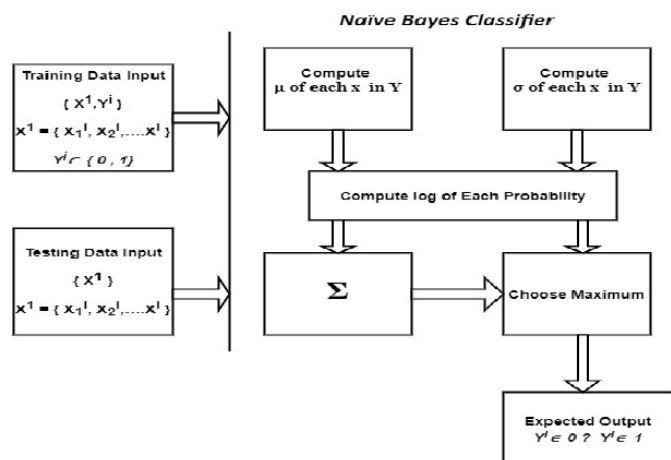 Naïve Bayes Classifier
Training Data Input
{ X¹,Yⁱ }
X¹ = { X₁ᴵ, X₂ᴵ,....Xᴵ }
Yⁱ ⊂ { 0 , 1}
Compute
μ of each x in Y
Compute
σ of each x in Y
Compute log of Each Probability
Testing Data Input
{ X¹ }
X¹ = { X₁ᴵ, X₂ᴵ,....Xᴵ }
Σ
Choose Maximum
Expected Output
Yⁱ ∈ 0 ? Yⁱ ∈ 1